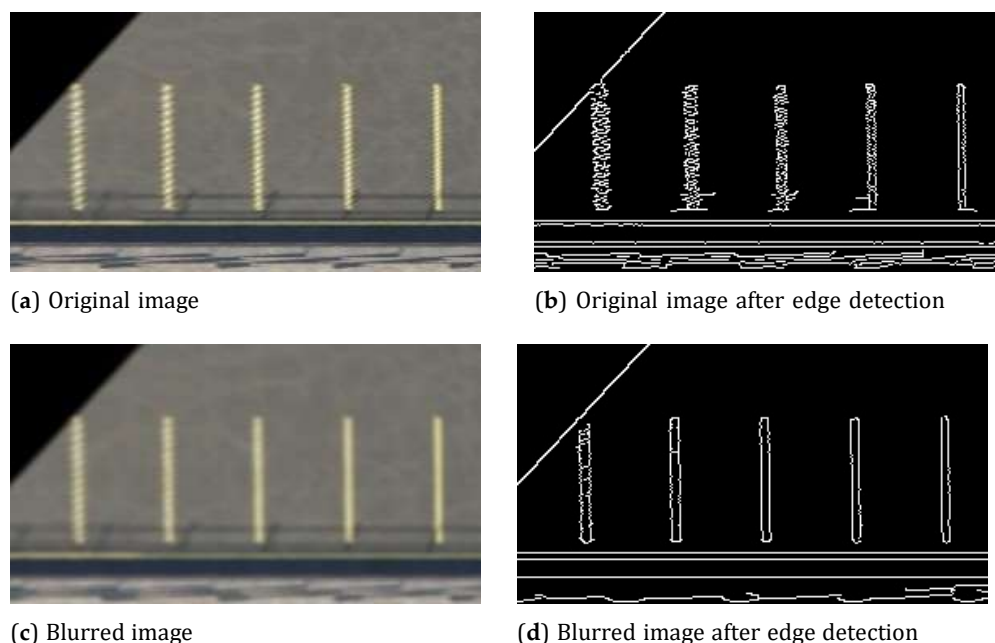 (a) Original image
(b) Original image after edge detection
(c) Blurred image
(d) Blurred image after edge detection